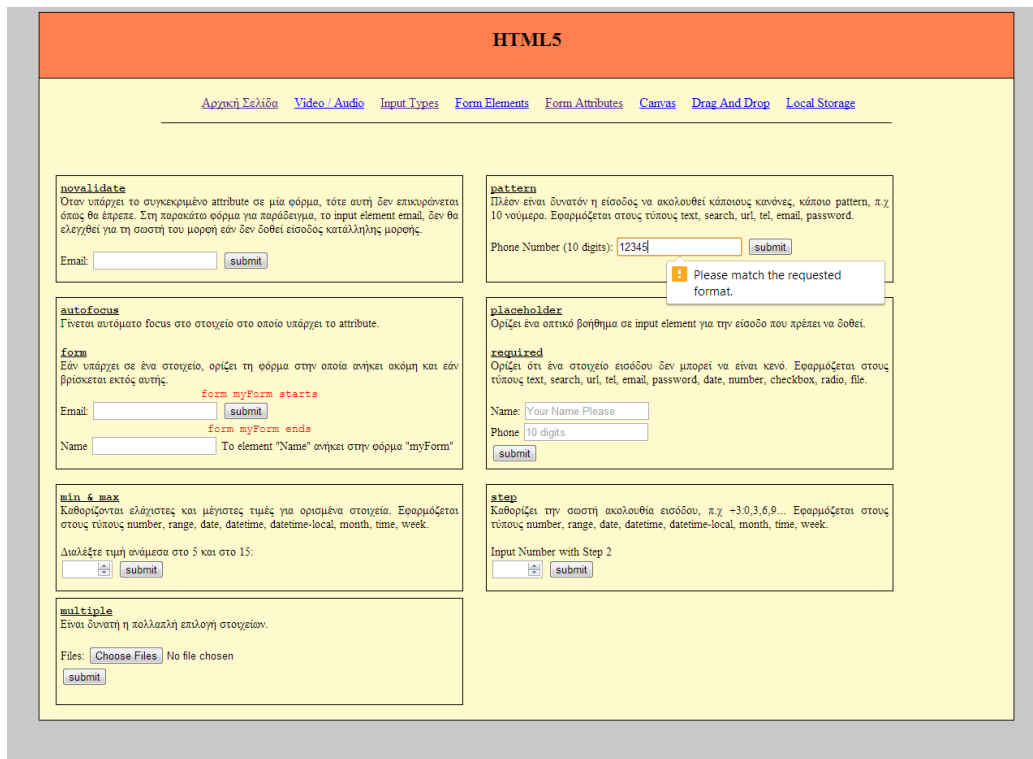 HTML5
Αρχική Σελίδα Video / Audio Input Types Form Elements Form Attributes Canvas Drag And Drop Local Storage
novalidate
Όταν υπάρχει το συγκεκριμένο attribute σε μία φόρμα, τότε αυτή δεν επικυρώνεται
όπως θα έπρεπε. Στη παρακάτω φόρμα για παράδειγμα, το input element email, δεν θα
ελεγχθεί για τη σωστή του μορφή εάν δεν δοθεί είσοδος κατάλληλης μορφής.
Email: submit
pattern
Πλέον είναι δυνατόν η είσοδος να ακολουθεί κάποιους κανόνες, κάποιο pattern, π.χ
10 νούμερα. Εφαρμόζεται στους τύπους text, search, url, tel, email, password.
Phone Number (10 digits): 12345 submit
Please match the requested
format.
autofocus
Γίνεται αυτόματο focus στο στοιχείο στο οποίο υπάρχει το attribute.
form
Εάν υπάρχει σε ένα στοιχείο, ορίζει τη φόρμα στην οποία ανήκει ακόμη και εάν
βρίσκεται εκτός αυτής.
form myForm starts
Email: submit
form myForm ends
Name Το element "Name" ανήκει στην φόρμα "myForm"
placeholder
Ορίζει ένα οπτικό βοήθημα σε input element για την είσοδο που πρέπει να δοθεί.
required
Ορίζει ότι ένα στοιχείο εισόδου δεν μπορεί να είναι κενό. Εφαρμόζεται στους
τύπους text, search, url, tel, email, password, date, number, checkbox, radio, file.
Name: Your Name Please
Phone 10 digits
submit
min & max
Καθορίζονται ελάχιστες και μέγιστες τιμές για ορισμένα στοιχεία. Εφαρμόζεται
στους τύπους number, range, date, datetime, datetime-local, month, time, week.
Διαλέξτε τιμή ανάμεσα στο 5 και στο 15:
submit
step
Καθορίζει την σωστή ακολουθία εισόδου, π.χ +3:0,3,6,9... Εφαρμόζεται στους
τύπους number, range, date, datetime, datetime-local, month, time, week.
Input Number with Step 2
submit
multiple
Είναι δυνατή η πολλαπλή επιλογή στοιχείων.
Files: Choose Files No file chosen
submit